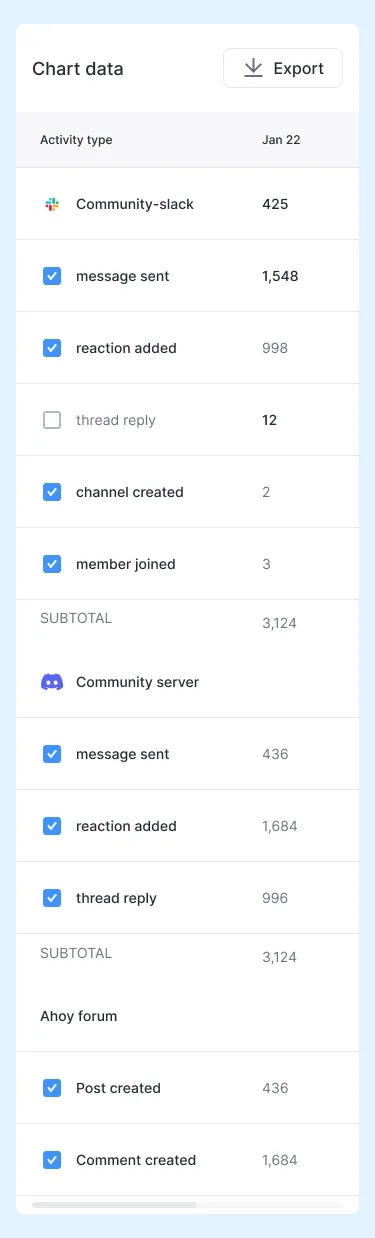 Chart data
Export
Activity type Jan 22
Community-slack 425
message sent 1,548
reaction added 998
thread reply 12
channel created 2
member joined 3
SUBTOTAL 3,124
Community server
message sent 436
reaction added 1,684
thread reply 996
SUBTOTAL 3,124
Ahoy forum
Post created 436
Comment created 1,684